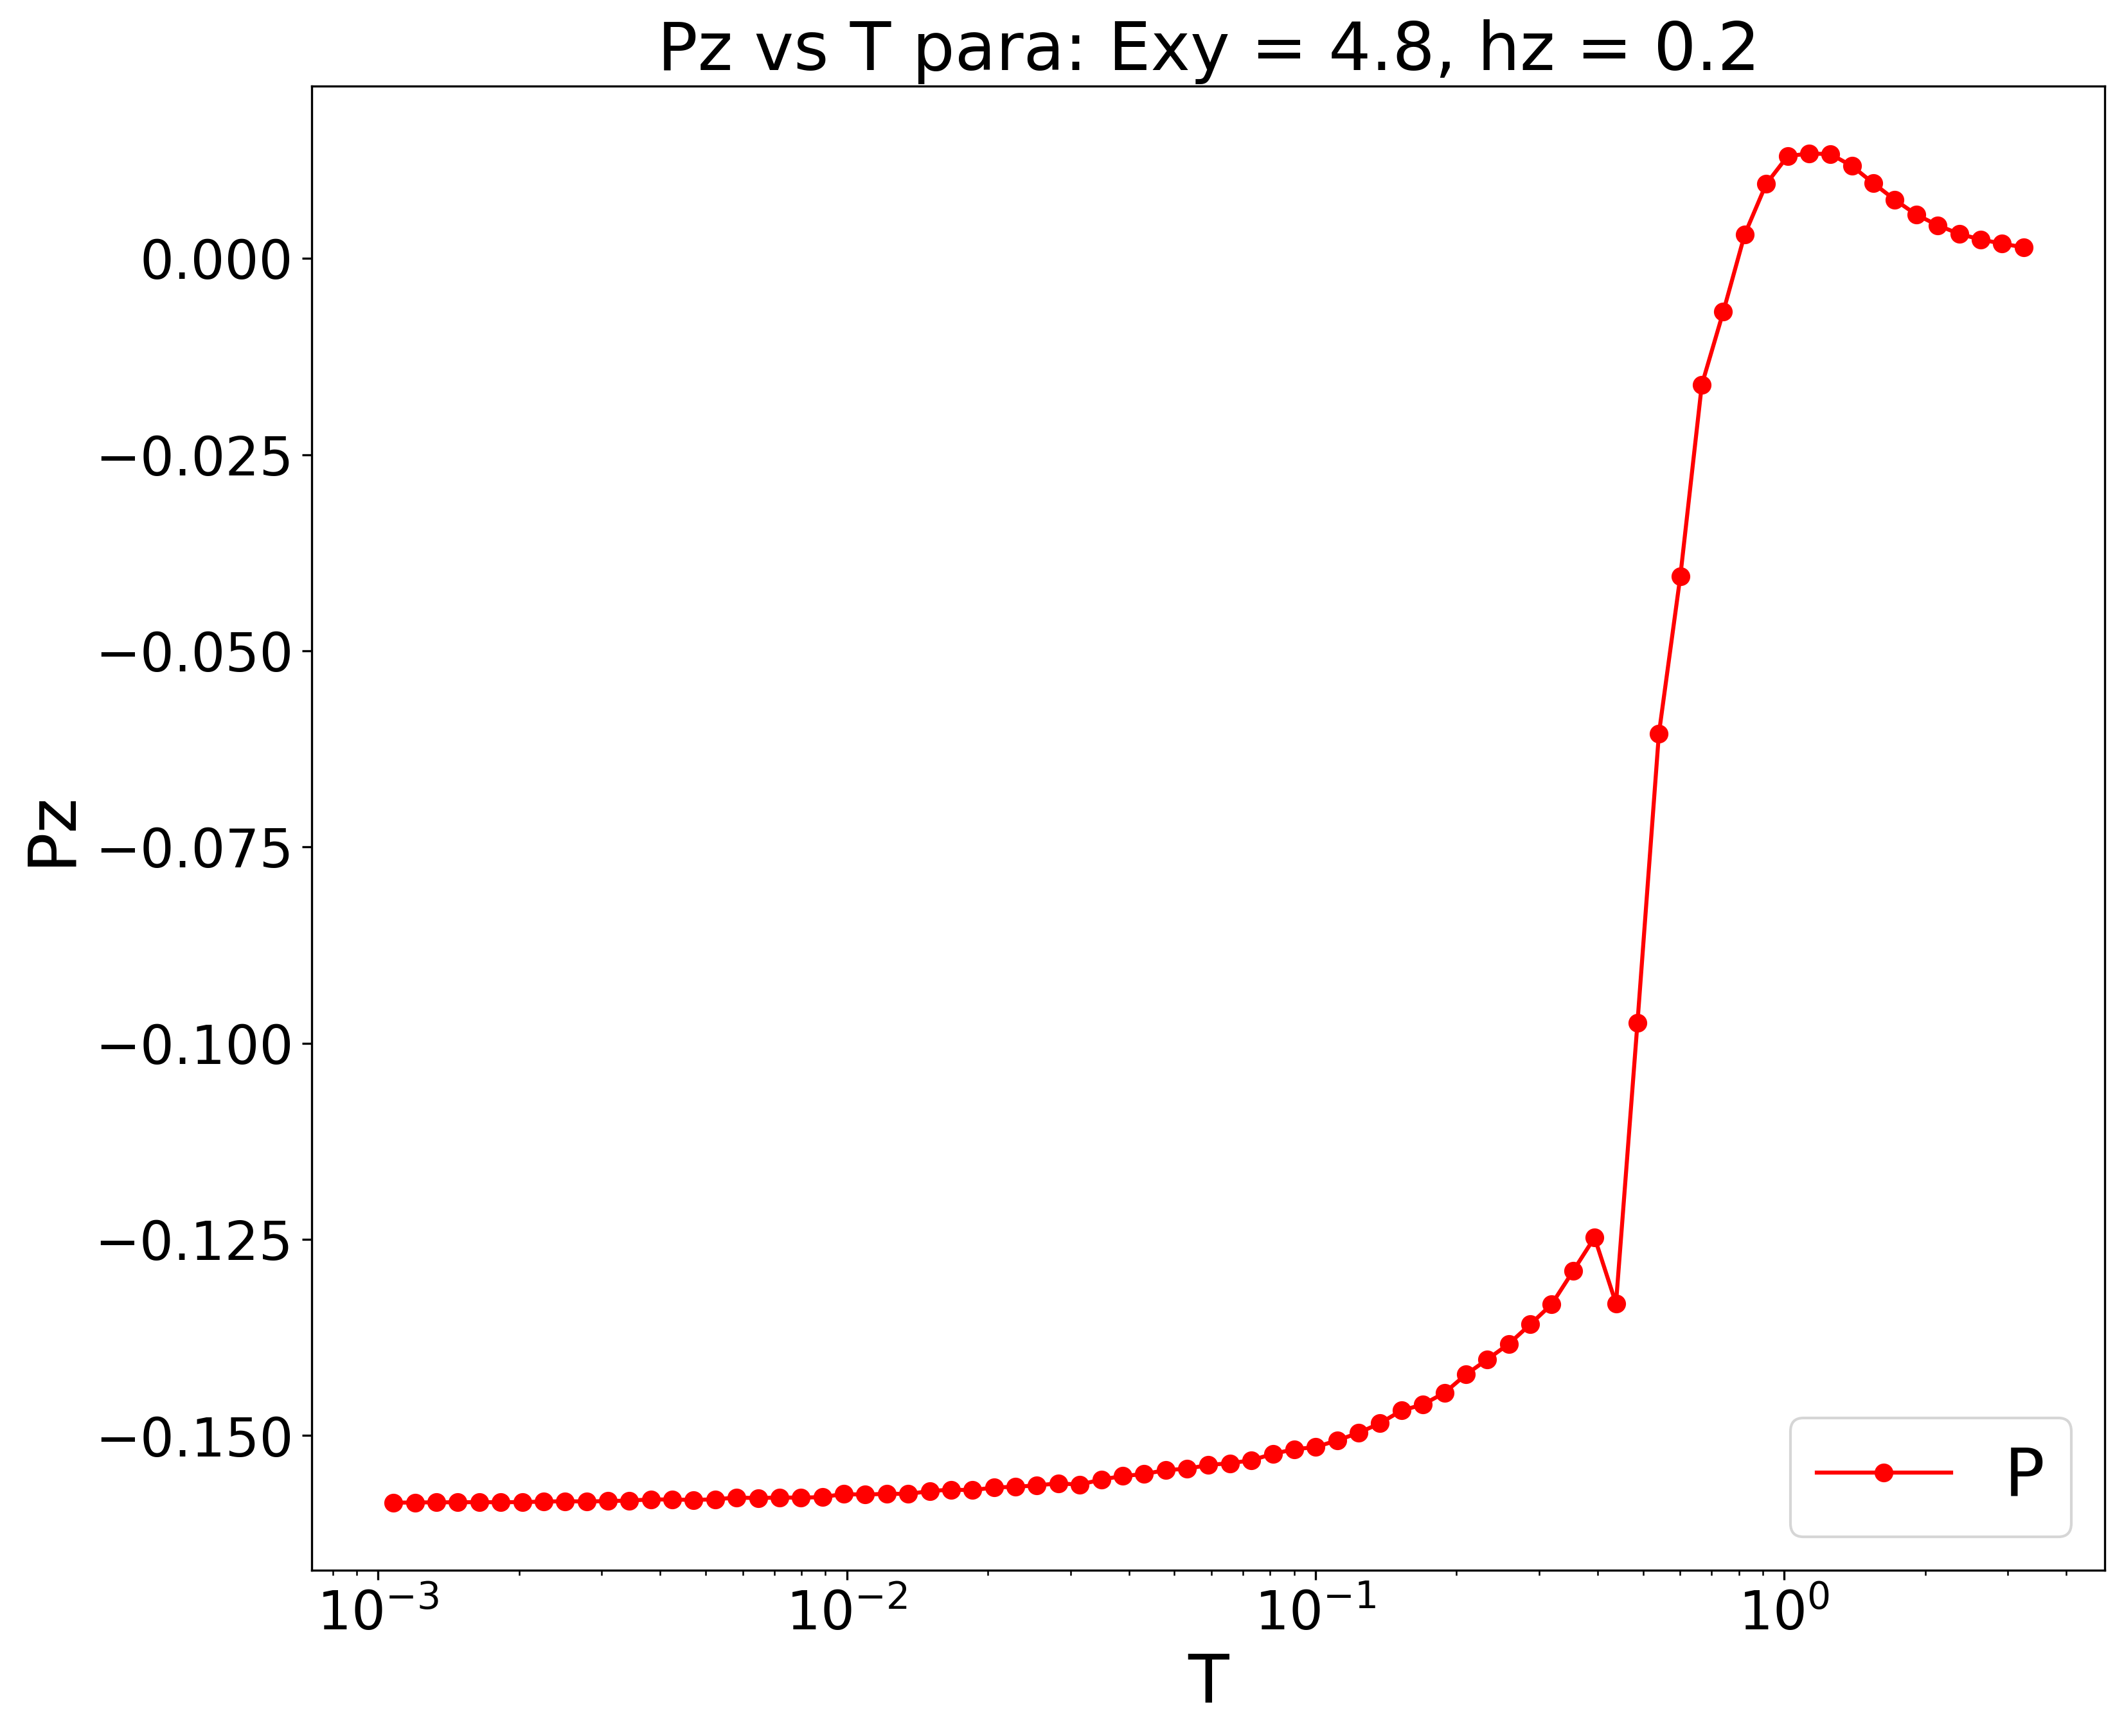 Pz vs T para: Exy = 4.8, hz = 0.2
Pz
0.000
−0.025
−0.050
−0.075
−0.100
−0.125
−0.150
P
10⁻³ 10⁻² 10⁻¹ 10⁰
T